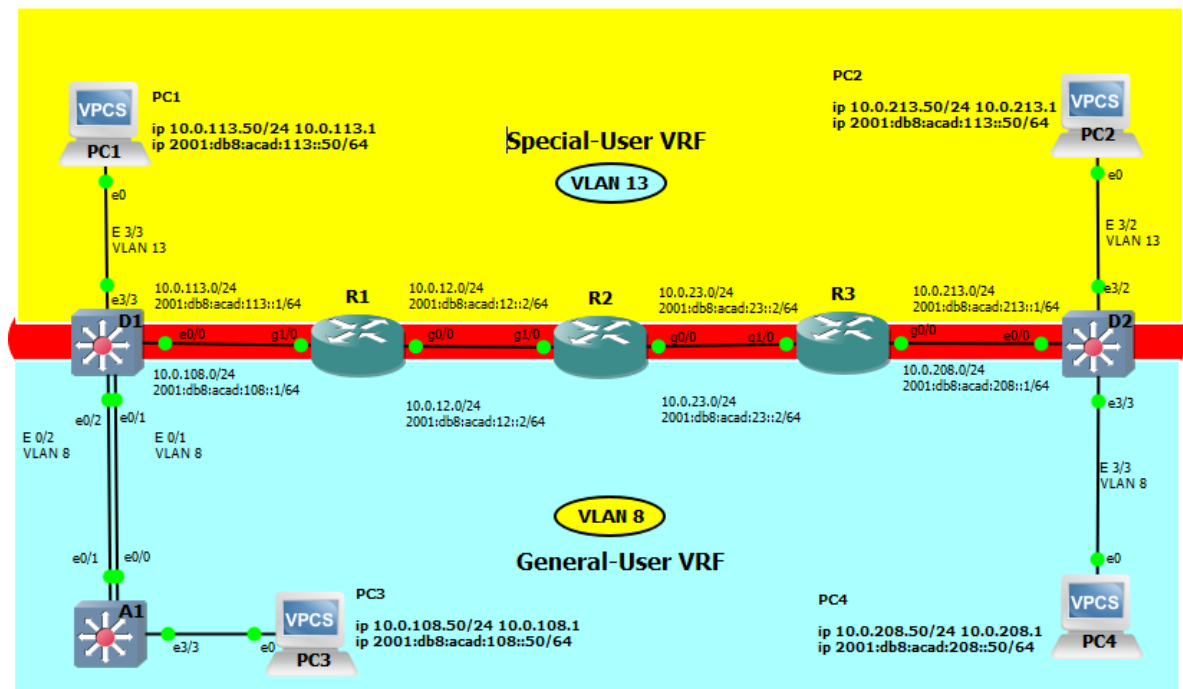 PC1
ip 10.0.113.50/24 10.0.113.1
ip 2001:db8:acad:113::50/64
VPCS
PC1
e0
E 3/3
VLAN 13
e3/3
Special-User VRF
VLAN 13
PC2
ip 10.0.213.50/24 10.0.213.1
ip 2001:db8:acad:113::50/64
VPCS
PC2
e0
E 3/2
VLAN 13
e3/2
10.0.113.0/24
2001:db8:acad:113::1/64
R1
10.0.12.0/24
2001:db8:acad:12::2/64
R2
10.0.23.0/24
2001:db8:acad:23::2/64
R3
10.0.213.0/24
2001:db8:acad:213::1/64
D1
e0/0
g1/0
g0/0
g1/0
g0/0
g1/0
g0/0
e0/0
D2
10.0.108.0/24
2001:db8:acad:108::1/64
10.0.12.0/24
2001:db8:acad:12::2/64
10.0.23.0/24
2001:db8:acad:23::2/64
10.0.208.0/24
2001:db8:acad:208::1/64
e0/2
e0/1
E 0/2
VLAN 8
E 0/1
VLAN 8
e3/3
E 3/3
VLAN 8
e0/1
e0/0
VLAN 8
General-User VRF
e0
A1
e3/3
e0
VPCS
PC3
PC3
ip 10.0.108.50/24 10.0.108.1
ip 2001:db8:acad:108::50/64
PC4
ip 10.0.208.50/24 10.0.208.1
ip 2001:db8:acad:208::50/64
VPCS
PC4